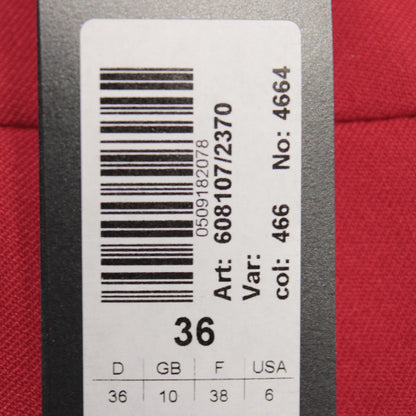 0509182078
Art: 608107/2370
Var:
col: 466 No: 4664
36
D GB F USA
36 10 38 6